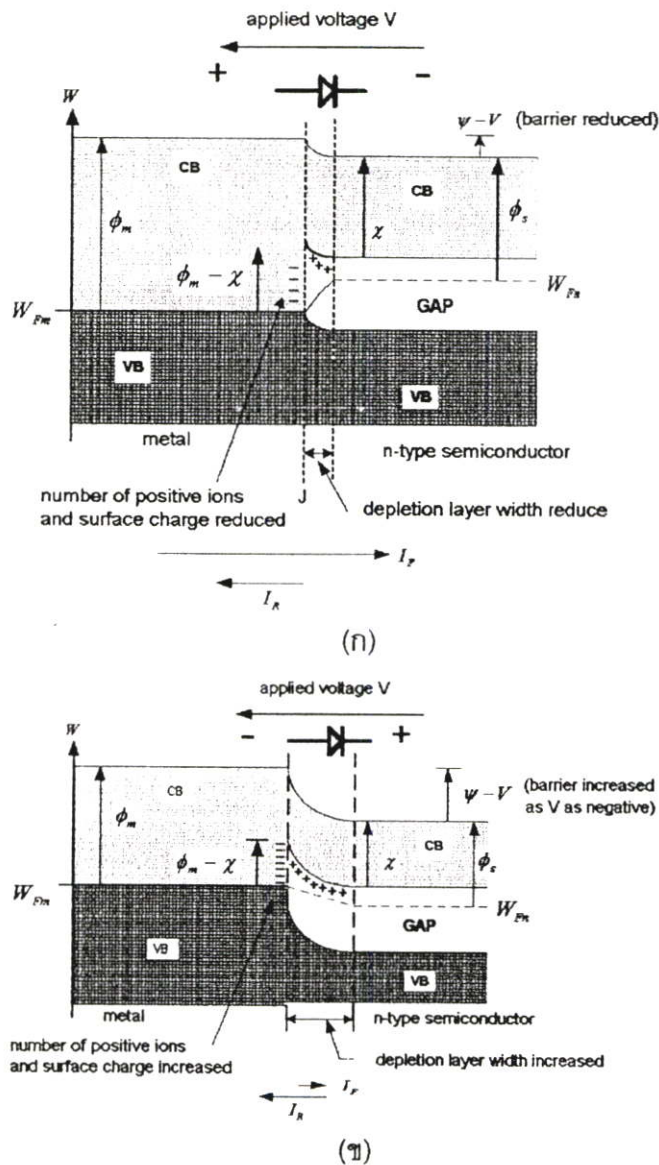 applied voltage V
+
-
W
ψ-V (barrier reduced)
CB
CB
ϕm
χ
ϕs
ϕm - χ
WFm
WFn
GAP
VB
VB
metal
n-type semiconductor
J
number of positive ions
and surface charge reduced
depletion layer width reduce
IF
IR
(ก)
applied voltage V
-
+
W
ψ-V (barrier increased
as V as negative)
CB
CB
ϕm
χ
ϕs
ϕm - χ
WFm
WFn
GAP
VB
VB
metal
n-type semiconductor
number of positive ions
and surface charge increased
depletion layer width increased
IF
IR
(ข)